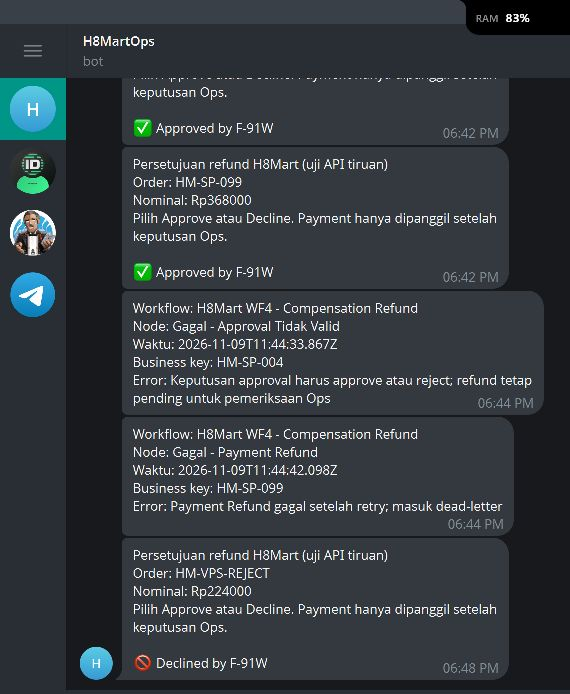 RAM 83%
H8MartOps
bot
keputusan Ops.
✅ Approved by F-91W
06:42 PM
Persetujuan refund H8Mart (uji API tiruan)
Order: HM-SP-099
Nominal: Rp368000
Pilih Approve atau Decline. Payment hanya dipanggil setelah
keputusan Ops.
✅ Approved by F-91W
06:42 PM
Workflow: H8Mart WF4 - Compensation Refund
Node: Gagal - Approval Tidak Valid
Waktu: 2026-11-09T11:44:33.867Z
Business key: HM-SP-004
Error: Keputusan approval harus approve atau reject; refund tetap
pending untuk pemeriksaan Ops
06:44 PM
Workflow: H8Mart WF4 - Compensation Refund
Node: Gagal - Payment Refund
Waktu: 2026-11-09T11:44:42.098Z
Business key: HM-SP-099
Error: Payment Refund gagal setelah retry; masuk dead-letter
06:44 PM
Persetujuan refund H8Mart (uji API tiruan)
Order: HM-VPS-REJECT
Nominal: Rp224000
Pilih Approve atau Decline. Payment hanya dipanggil setelah
keputusan Ops.
🚫 Declined by F-91W
06:48 PM
H
H
ID